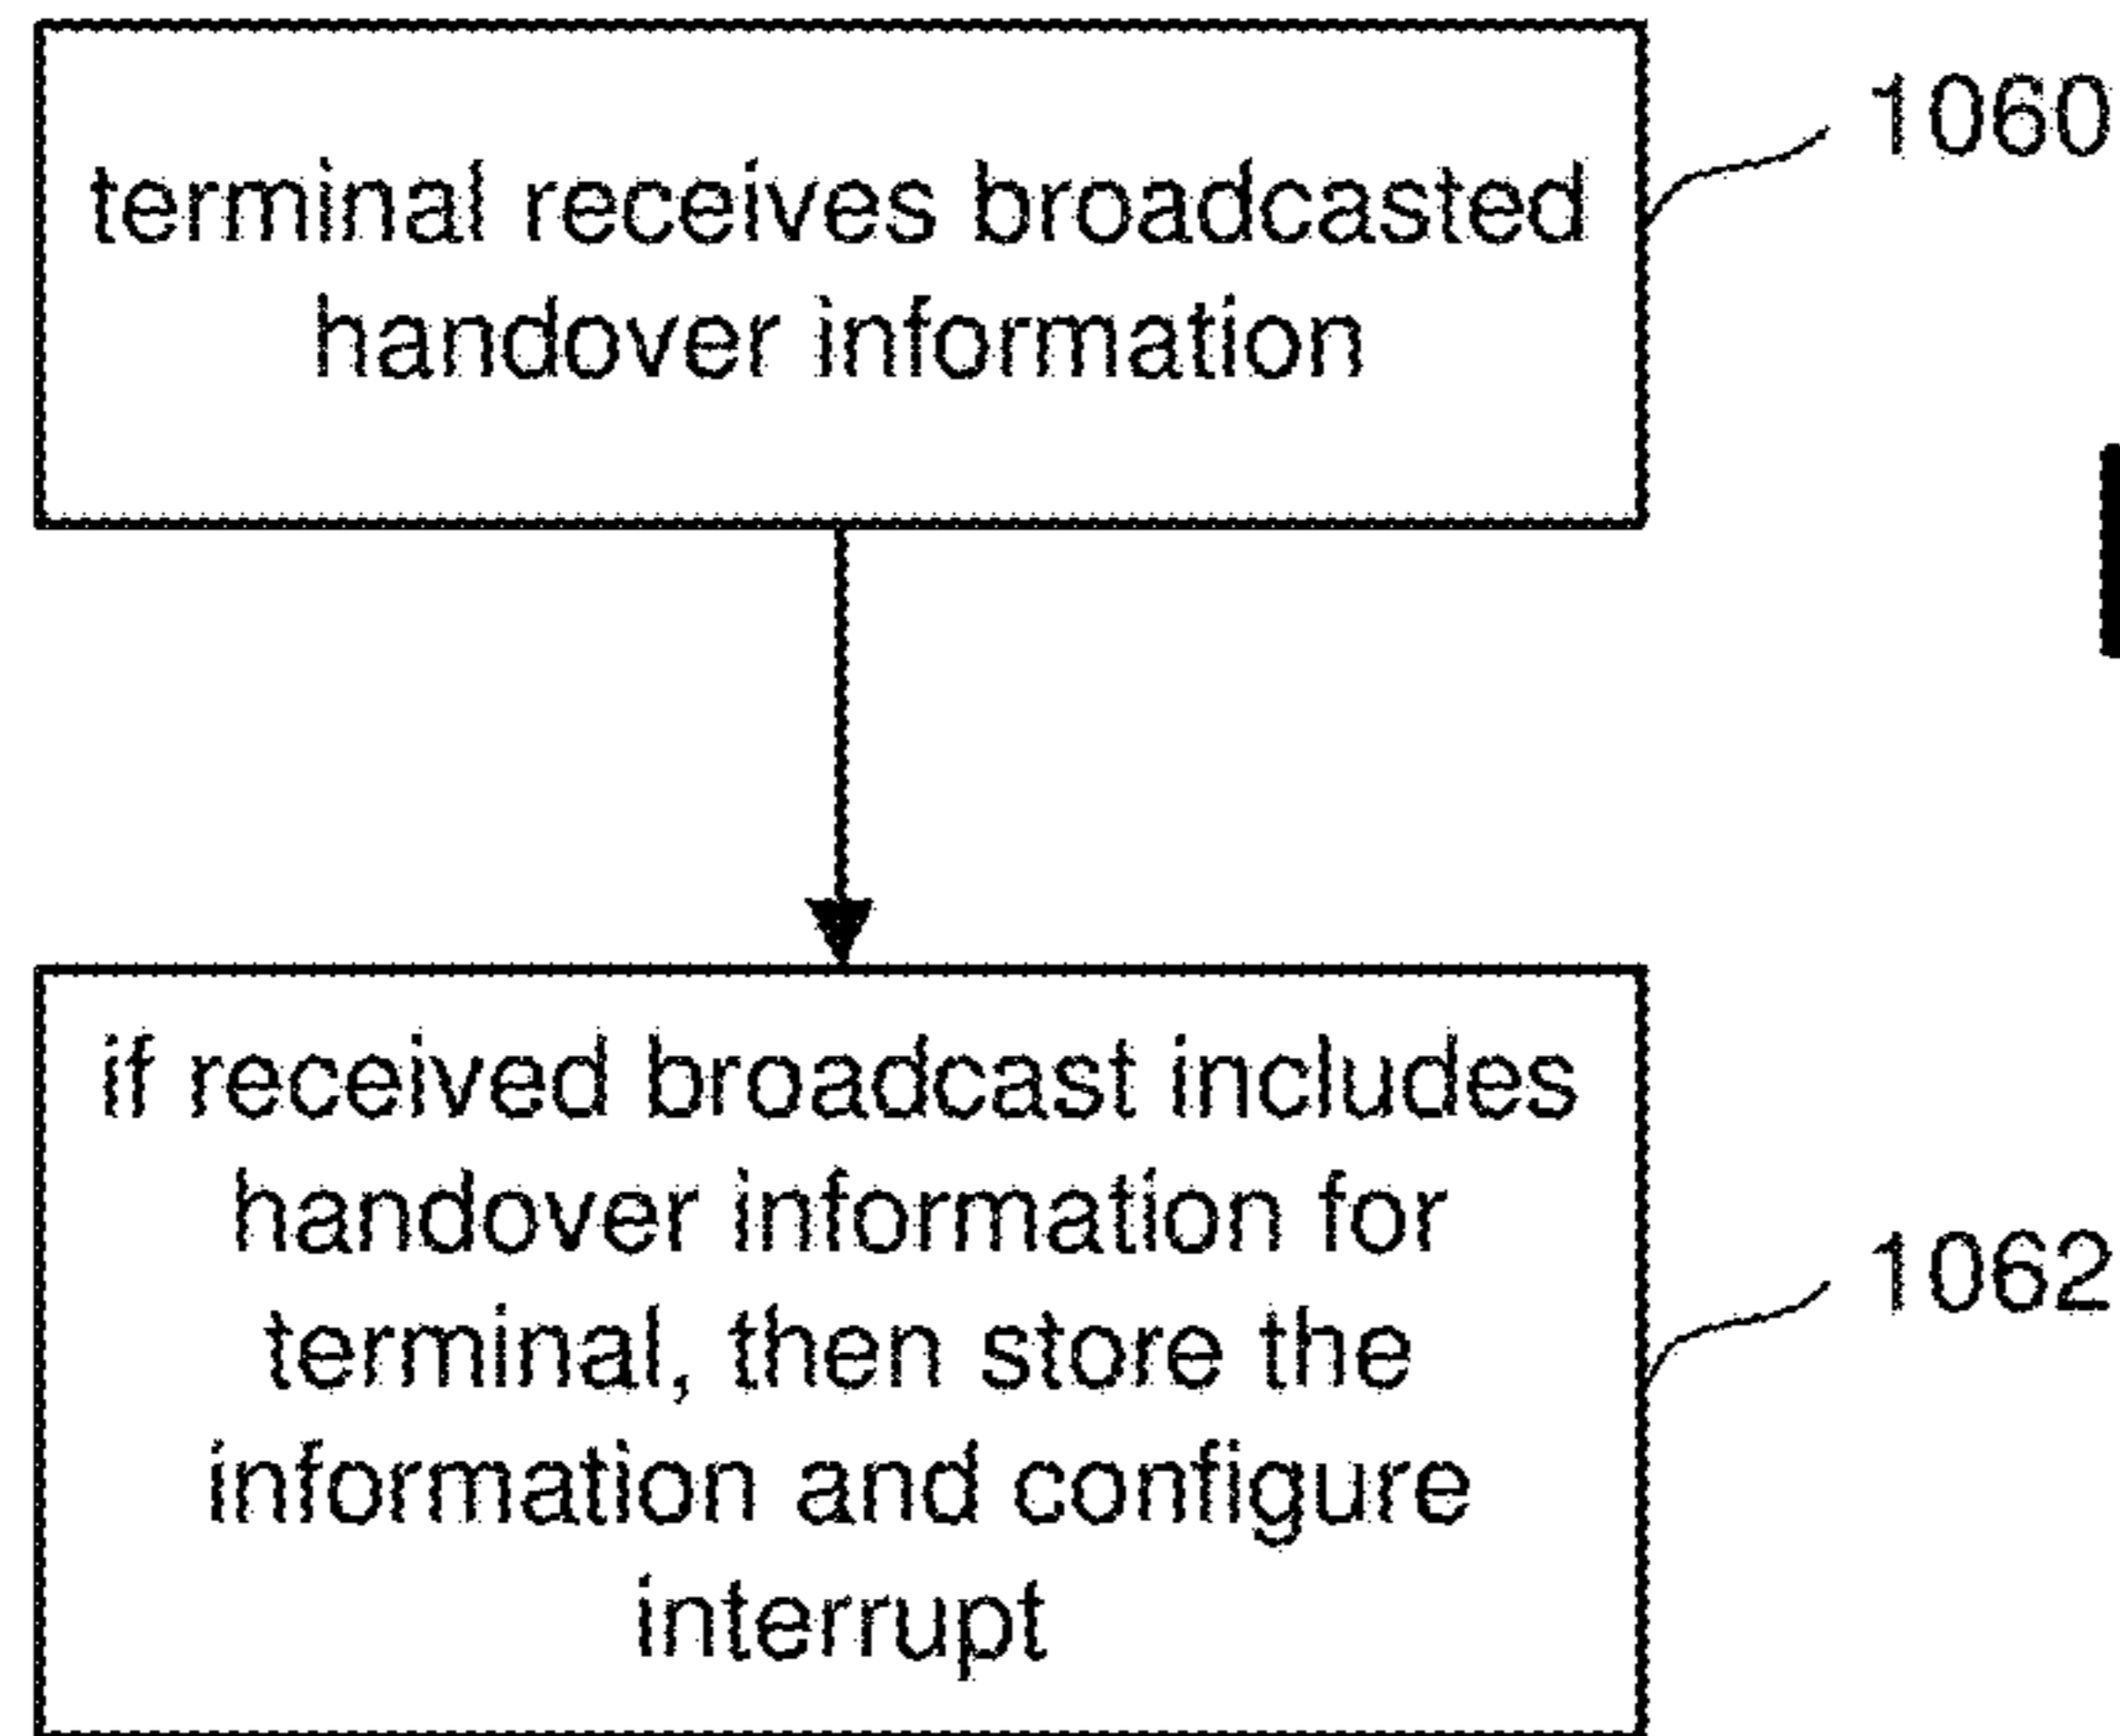 terminal receives broadcasted
handover information
1060
if received broadcast includes
handover information for
terminal, then store the
information and configure
interrupt
1062